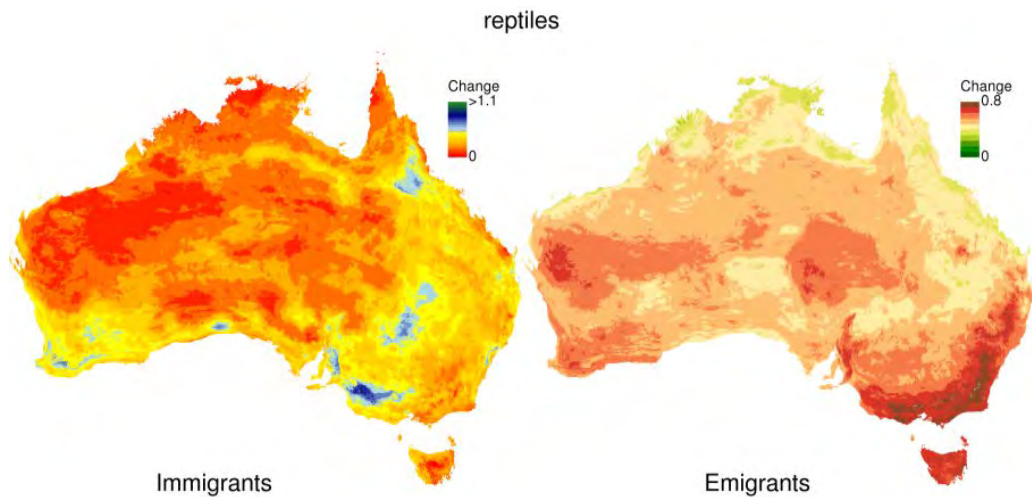 reptiles
Change
>1.1
0
Change
0.8
0
Immigrants
Emigrants